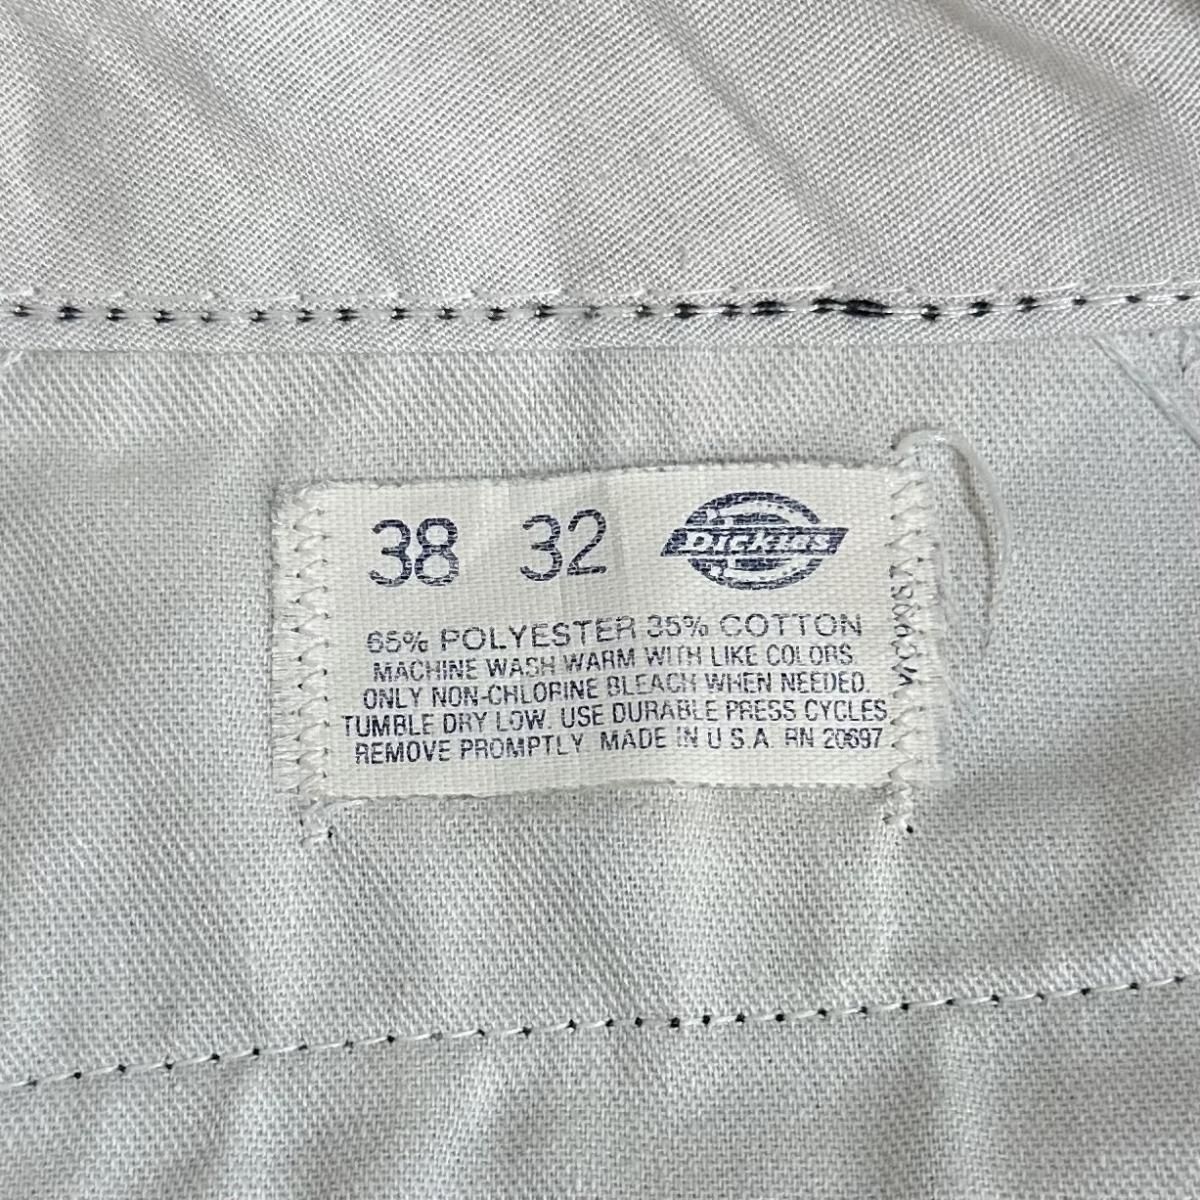 38 32 Dickies
65% POLYESTER 35% COTTON
MACHINE WASH WARM WITH LIKE COLORS.
ONLY NON-CHLORINE BLEACH WHEN NEEDED.
TUMBLE DRY LOW. USE DURABLE PRESS CYCLES.
REMOVE PROMPTLY. MADE IN U.S.A. RN 20697